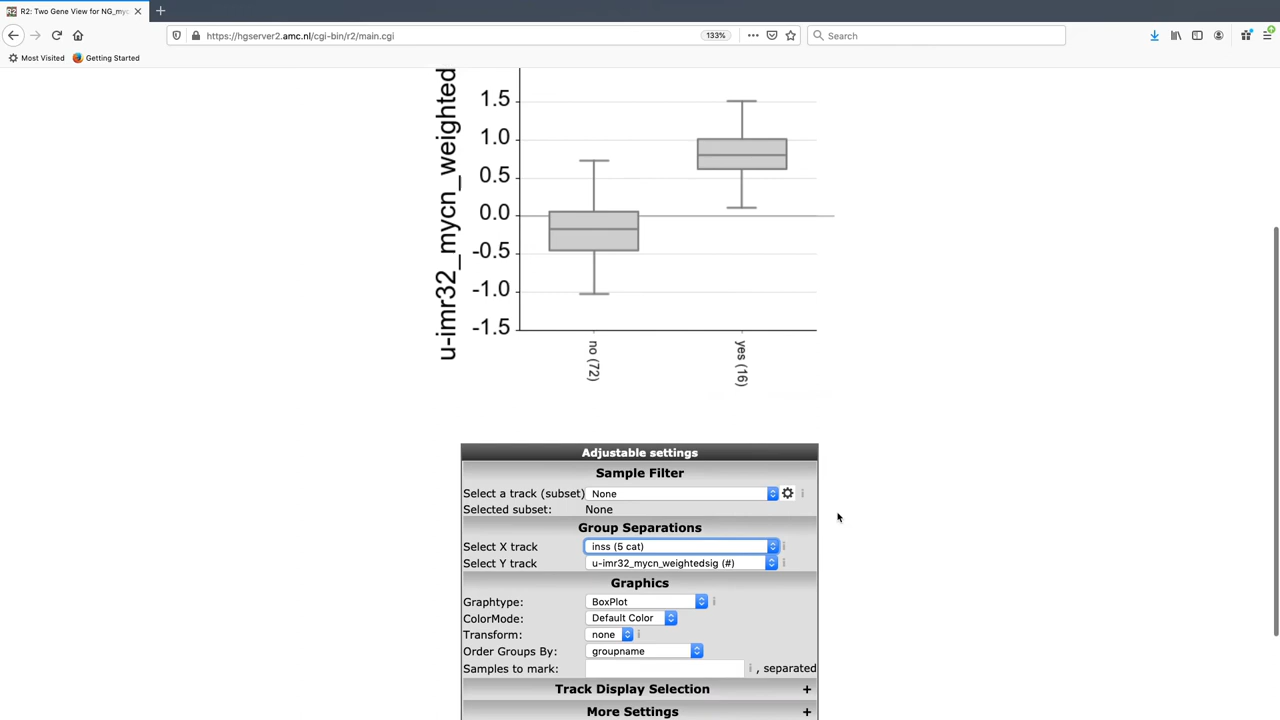 R2: Two Gene View for NG_myc
https://hgserver2.amc.nl/cgi-bin/r2/main.cgi
133%
Search
Most Visited
Getting Started
u-imr32_mycn_weighted
1.5
1.0
0.5
0.0
-0.5
-1.0
-1.5
no (72)
yes (16)
Adjustable settings
Sample Filter
Select a track (subset) None
Selected subset: None
Group Separations
Select X track inss (5 cat)
Select Y track u-imr32_mycn_weightedsig (#)
Graphics
Graphtype: BoxPlot
ColorMode: Default Color
Transform: none
Order Groups By: groupname
Samples to mark: , separated
Track Display Selection +
More Settings +